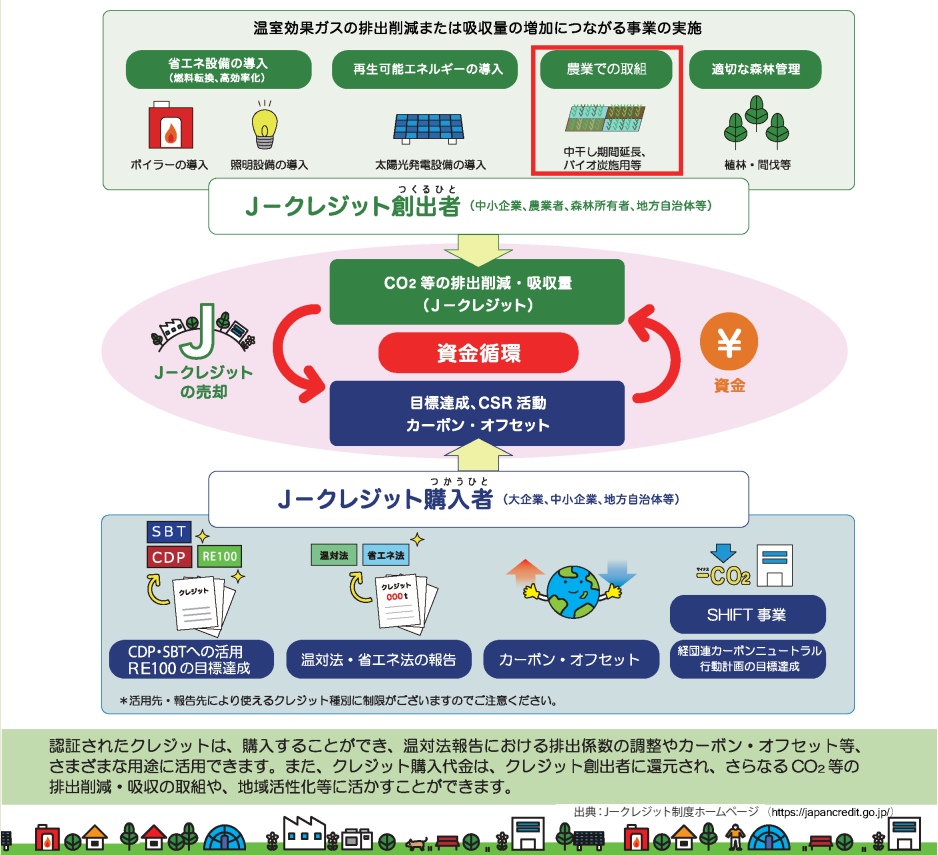 温室効果ガスの排出削減または吸収量の増加につながる事業の実施
省エネ設備の導入
(燃料転換、高効率化)
再生可能エネルギーの導入
農業での取組
適切な森林管理
ボイラーの導入
照明設備の導入
太陽光発電設備の導入
中干し期間延長、
バイオ炭施用等
植林・間伐等
つくるひと
Jークレジット創出者(中小企業、農業者、森林所有者、地方自治体等)
CO2 等の排出削減・吸収量
(Jークレジット)
資金循環
J
Jークレジット
の売却
¥
資金
目標達成、CSR 活動
カーボン・オフセット
つかうひと
Jークレジット購入者(大企業、中小企業、地方自治体等)
SBT
CDP
RE100
クレジット
CDP・SBTへの活用
RE100の目標達成
温対法
省エネ法
クレジット
000t
温対法・省エネ法の報告
カーボン・オフセット
マイナス
−CO2
SHIFT 事業
経団連カーボンニュートラル
行動計画の目標達成
*活用先・報告先により使えるクレジット種別に制限がございますのでご注意ください。
認証されたクレジットは、購入することができ、温対法報告における排出係数の調整やカーボン・オフセット等、
さまざまな用途に活用できます。また、クレジット購入代金は、クレジット創出者に還元され、さらなる CO2 等の
排出削減・吸収の取組や、地域活性化等に活かすことができます。
出典:Jークレジット制度ホームページ (https://japancredit.go.jp/)